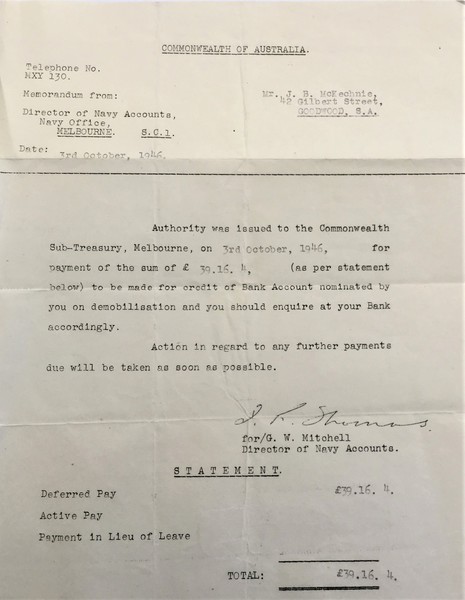 COMMONWEALTH OF AUSTRALIA.
Telephone No.
MXY 130.
Memorandum from:
Director of Navy Accounts,
Navy Office,
MELBOURNE. S.C.1.
Date: 3rd October, 1946.
Mr. J. B. McKechnie,
42 Gilbert Street,
GOODWOOD, S.A.
Authority was issued to the Commonwealth
Sub-Treasury, Melbourne, on 3rd October, 1946, for
payment of the sum of £ 39.16. 4, (as per statement
below) to be made for credit of Bank Account nominated by
you on demobilisation and you should enquire at your Bank
accordingly.
Action in regard to any further payments
due will be taken as soon as possible.
for/G. W. Mitchell
Director of Navy Accounts.
STATEMENT.
Deferred Pay £39.16. 4.
Active Pay
Payment in Lieu of Leave
TOTAL: £39.16. 4.